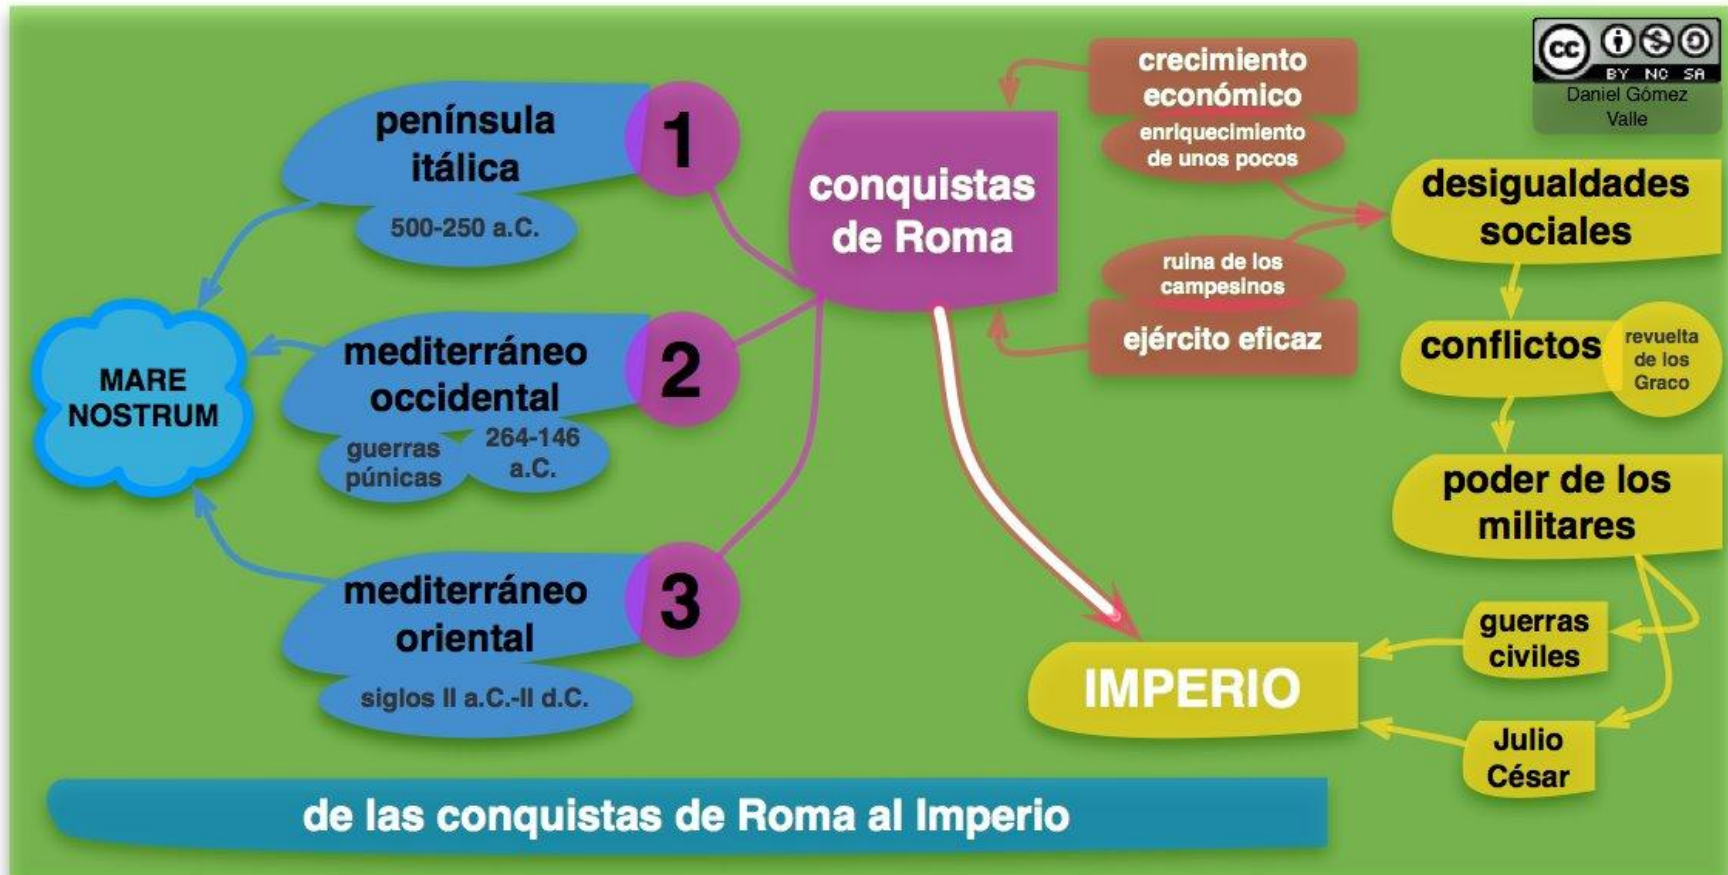 península
itálica
1
500-250 a.C.
mediterráneo
occidental
2
guerras
púnicas
264-146
a.C.
mediterráneo
oriental
3
siglos II a.C.-II d.C.
MARE
NOSTRUM
conquistas
de Roma
crecimiento
económico
enriquecimiento
de unos pocos
ruina de los
campesinos
ejército eficaz
cc
BY NC SA
Daniel Gómez
Valle
desigualdades
sociales
conflictos
revuelta
de los
Graco
poder de los
militares
guerras
civiles
Julio
César
IMPERIO
de las conquistas de Roma al Imperio